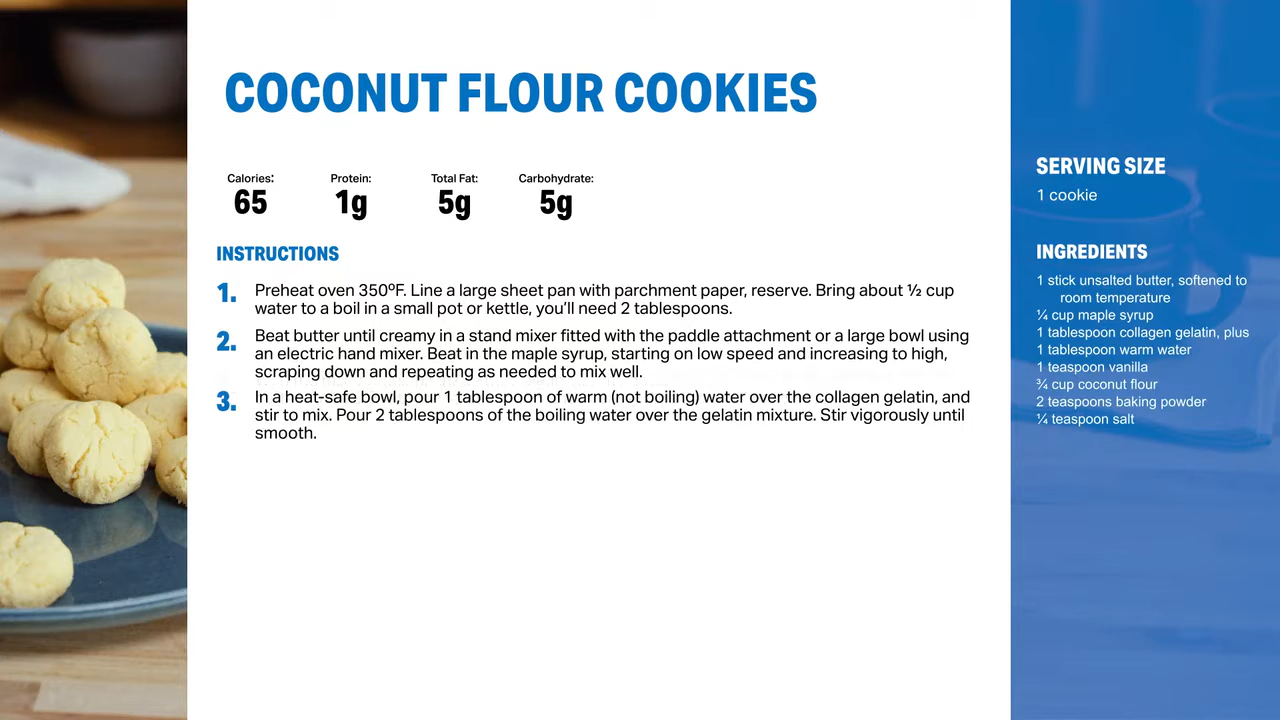 COCONUT FLOUR COOKIES
Calories:
65
Protein:
1g
Total Fat:
5g
Carbohydrate:
5g
INSTRUCTIONS
1. Preheat oven 350ºF. Line a large sheet pan with parchment paper, reserve. Bring about ½ cup
water to a boil in a small pot or kettle, you’ll need 2 tablespoons.
2. Beat butter until creamy in a stand mixer fitted with the paddle attachment or a large bowl using
an electric hand mixer. Beat in the maple syrup, starting on low speed and increasing to high,
scraping down and repeating as needed to mix well.
3. In a heat-safe bowl, pour 1 tablespoon of warm (not boiling) water over the collagen gelatin, and
stir to mix. Pour 2 tablespoons of the boiling water over the gelatin mixture. Stir vigorously until
smooth.
SERVING SIZE
1 cookie
INGREDIENTS
1 stick unsalted butter, softened to
room temperature
¼ cup maple syrup
1 tablespoon collagen gelatin, plus
1 tablespoon warm water
1 teaspoon vanilla
¾ cup coconut flour
2 teaspoons baking powder
¼ teaspoon salt